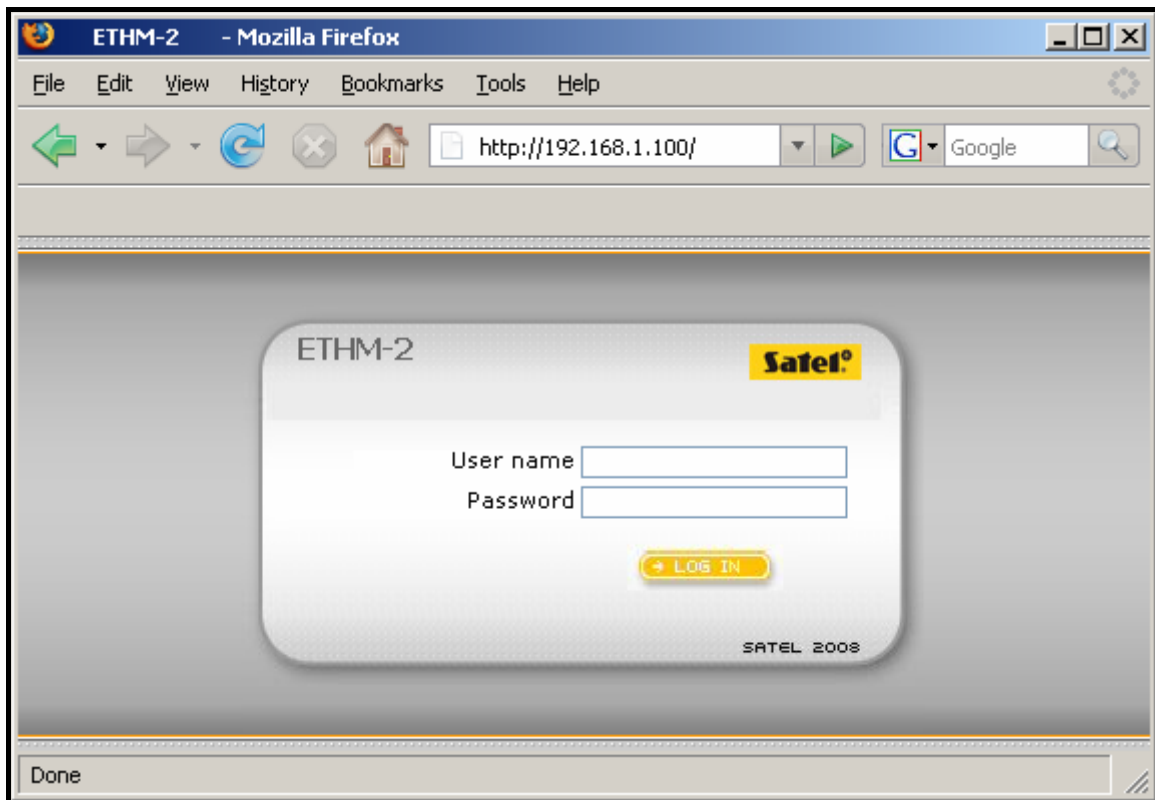 ETHM-2 - Mozilla Firefox
File Edit View History Bookmarks Tools Help
http://192.168.1.100/ G Google
ETHM-2
Satel®
User name
Password
LOG IN
SATEL 2008
Done